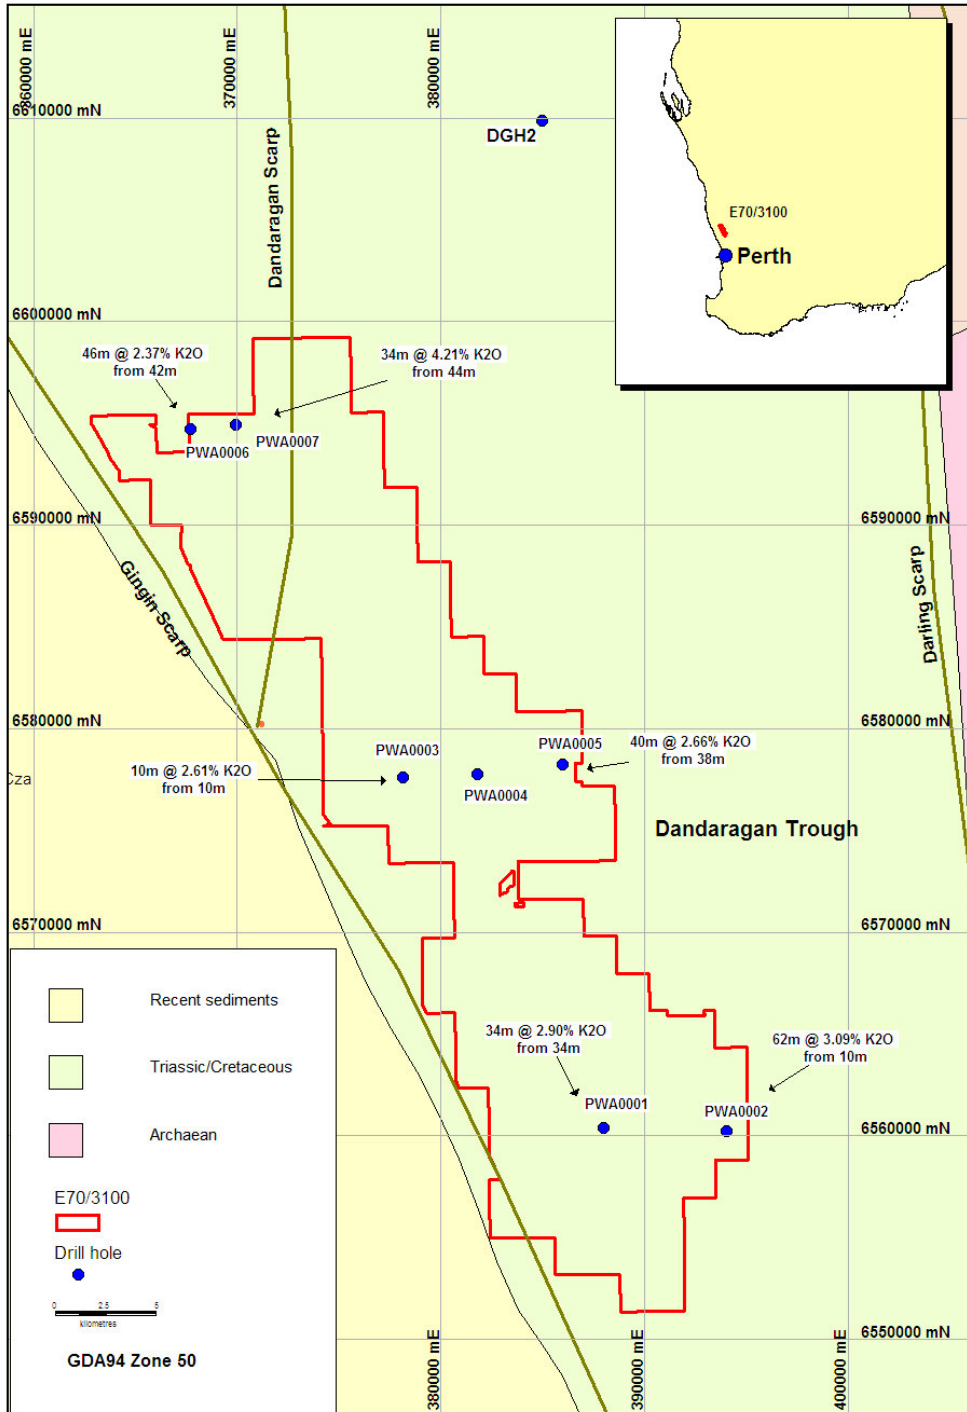 360000 mE
370000 mE
380000 mE
6610000 mN
DGH2
Dandaragan Scarp
E70/3100
Perth
6600000 mN
46m @ 2.37% K2O
from 42m
34m @ 4.21% K2O
from 44m
PWA0006
PWA0007
6590000 mN
6590000 mN
Gingin Scarp
Darling Scarp
6580000 mN
6580000 mN
PWA0003
PWA0005
40m @ 2.66% K2O
from 38m
10m @ 2.61% K2O
from 10m
PWA0004
Cza
Dandaragan Trough
6570000 mN
6570000 mN
Recent sediments
34m @ 2.90% K2O
from 34m
62m @ 3.09% K2O
from 10m
Triassic/Cretaceous
PWA0001
PWA0002
Archaean
6560000 mN
E70/3100
Drill hole
0 2.5 5
kilometres
GDA94 Zone 50
6550000 mN
380000 mE
390000 mE
400000 mE